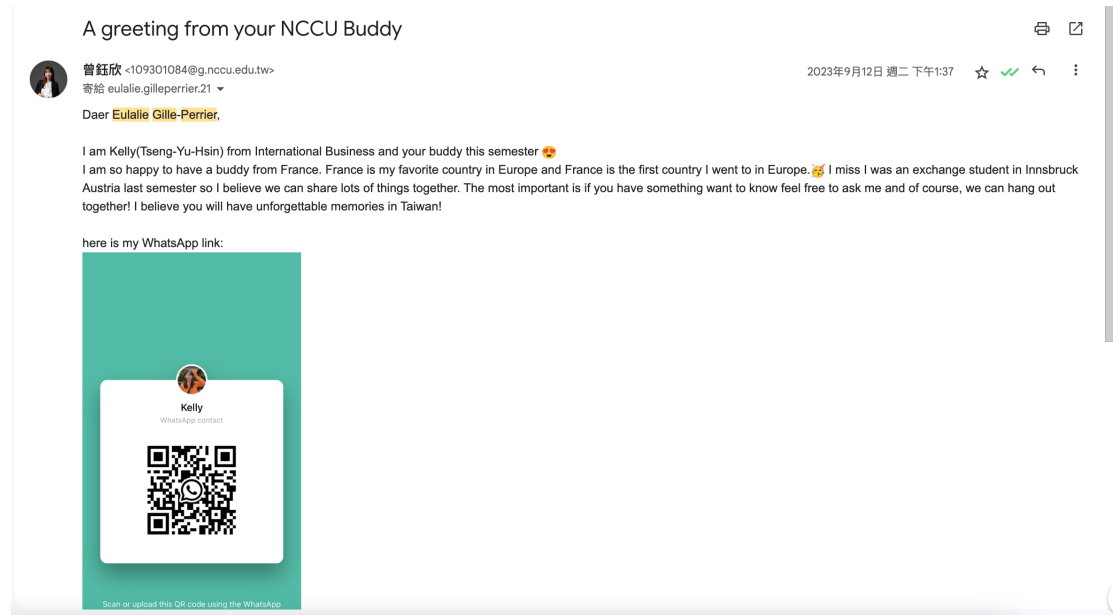 A greeting from your NCCU Buddy
曾鈺欣 <109301084@g.nccu.edu.tw>
2023年9月12日 週二 下午1:37
寄給 eulalie.gilleperrier.21
Daer Eulalie Gille-Perrier,
I am Kelly(Tseng-Yu-Hsin) from International Business and your buddy this semester 😍
I am so happy to have a buddy from France. France is my favorite country in Europe and France is the first country I went to in Europe.🥳 I miss I was an exchange student in Innsbruck
Austria last semester so I believe we can share lots of things together. The most important is if you have something want to know feel free to ask me and of course, we can hang out
together! I believe you will have unforgettable memories in Taiwan!
here is my WhatsApp link:
Kelly
WhatsApp contact
Scan or upload this QR code using the WhatsApp